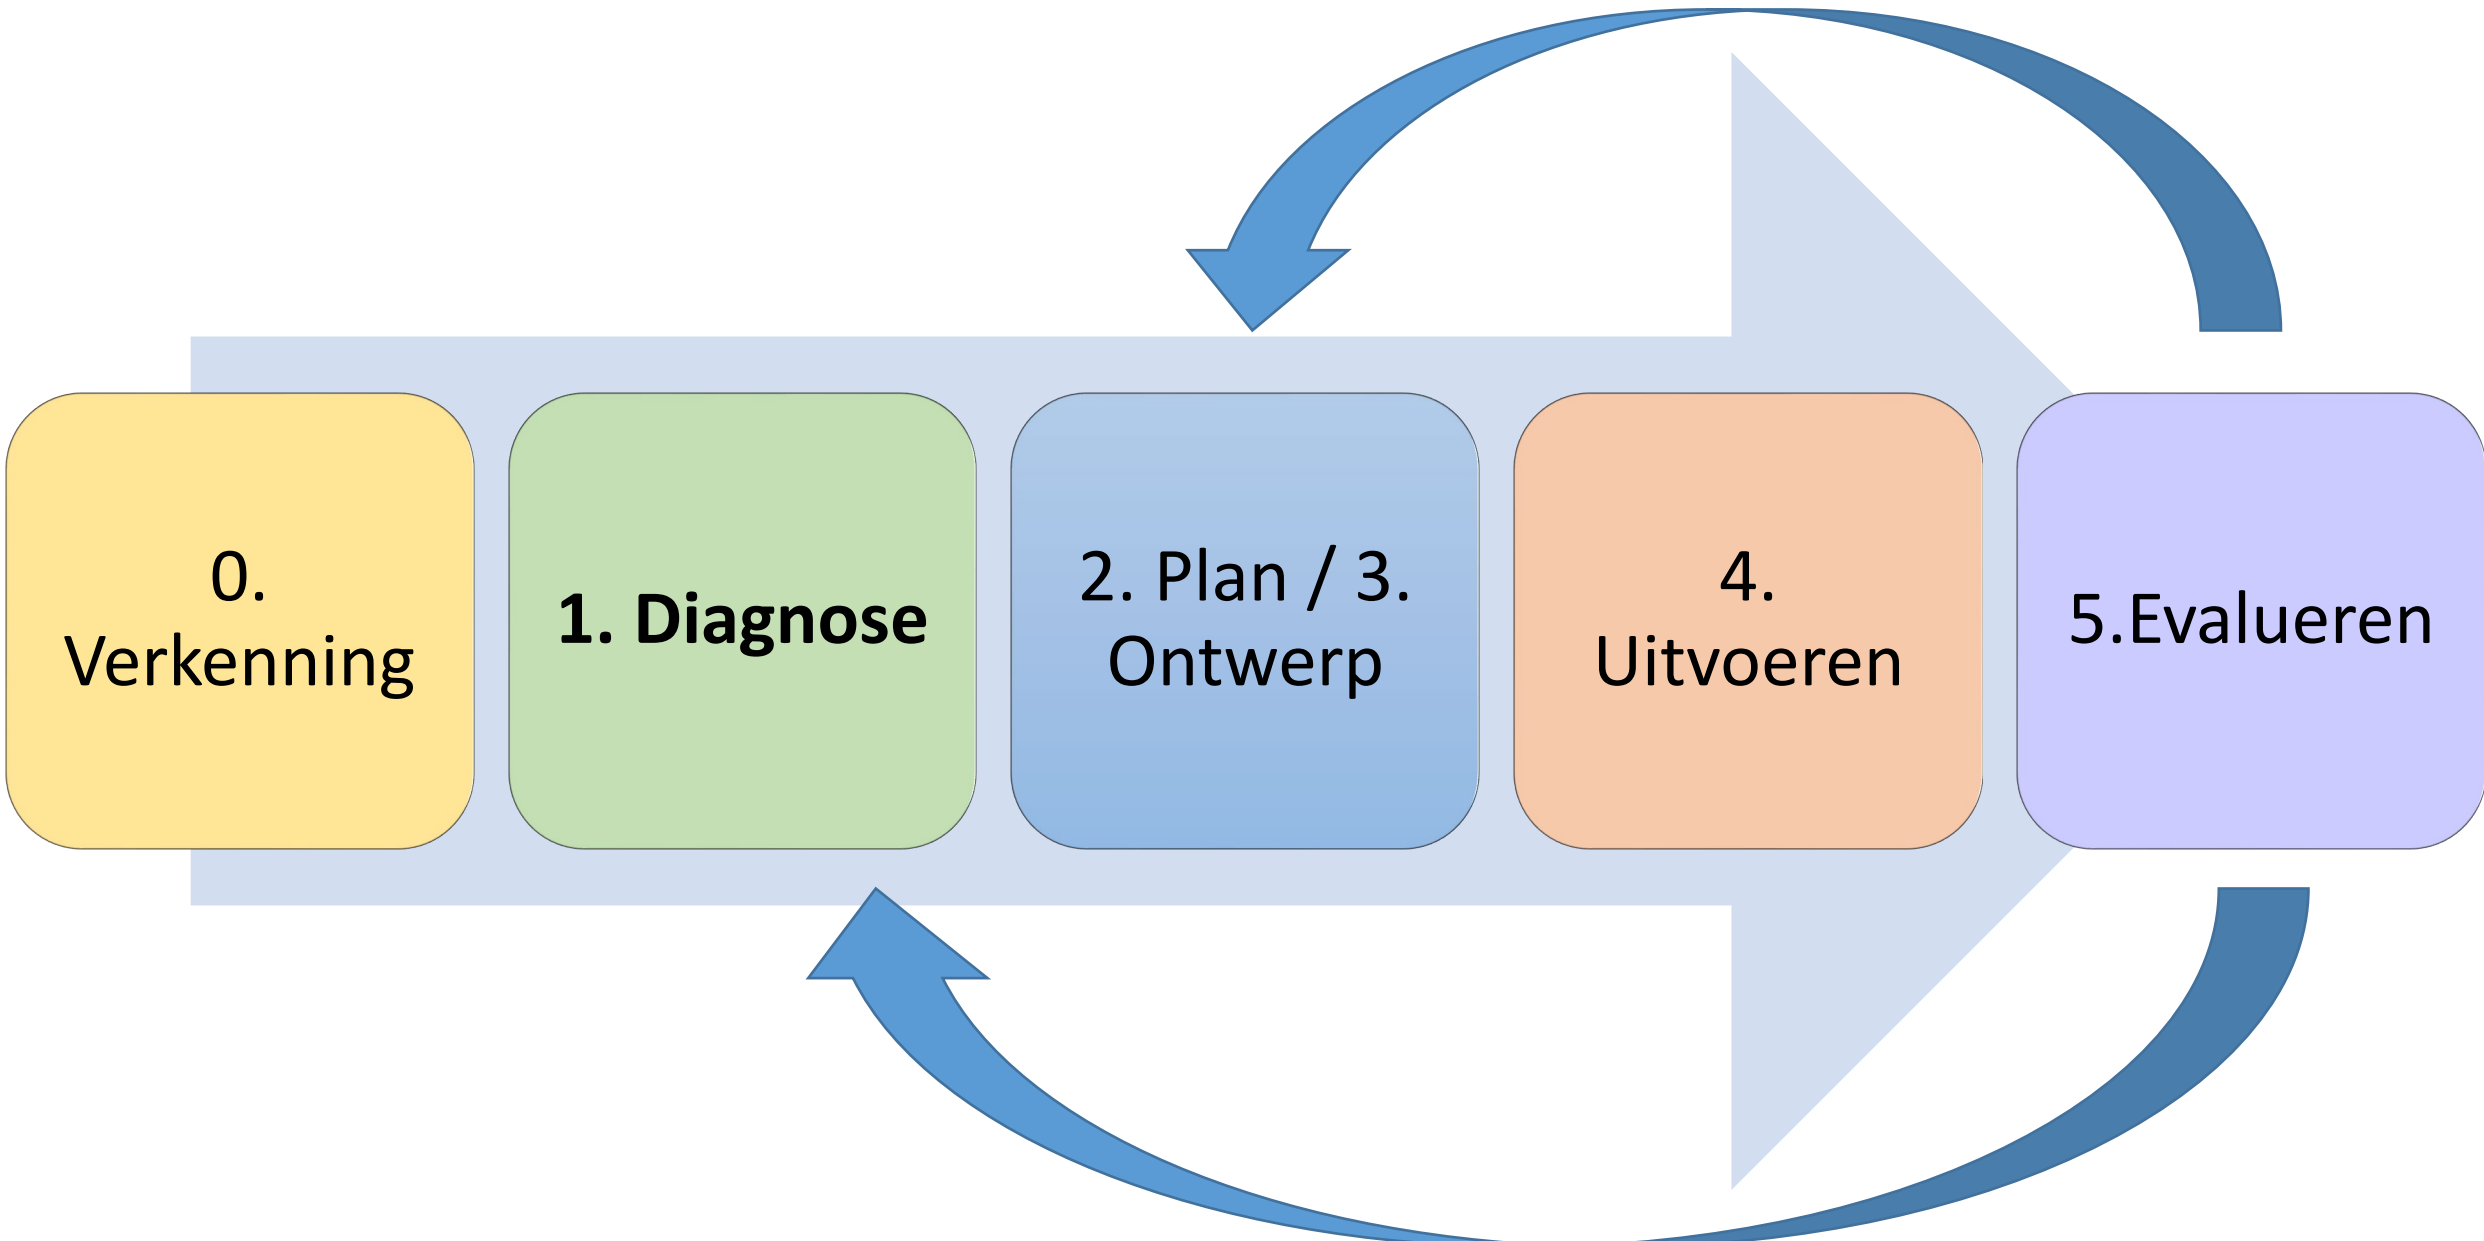 0.
Verkenning
1. Diagnose
2. Plan / 3.
Ontwerp
4.
Uitvoeren
5.Evalueren